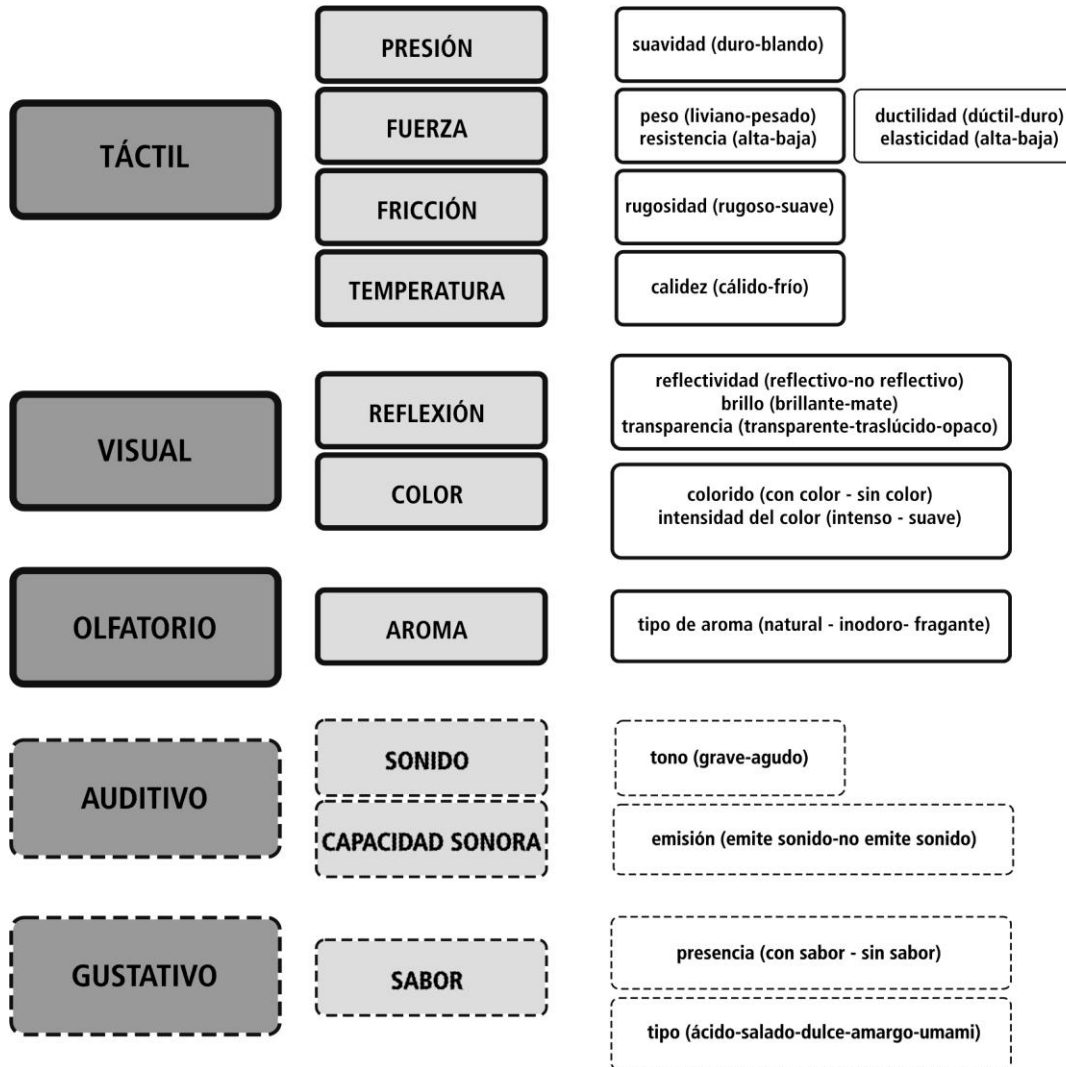 TÁCTIL
PRESIÓN
suavidad (duro-blando)
FUERZA
peso (liviano-pesado)
resistencia (alta-baja)
ductilidad (dúctil-duro)
elasticidad (alta-baja)
FRICCIÓN
rugosidad (rugoso-suave)
TEMPERATURA
calidez (cálido-frío)
VISUAL
REFLEXIÓN
reflectividad (reflectivo-no reflectivo)
brillo (brillante-mate)
transparencia (transparente-traslúcido-opaco)
COLOR
colorido (con color - sin color)
intensidad del color (intenso - suave)
OLFATORIO
AROMA
tipo de aroma (natural - inodoro- fragante)
AUDITIVO
SONIDO
tono (grave-agudo)
CAPACIDAD SONORA
emisión (emite sonido-no emite sonido)
GUSTATIVO
SABOR
presencia (con sabor - sin sabor)
tipo (ácido-salado-dulce-amargo-umami)